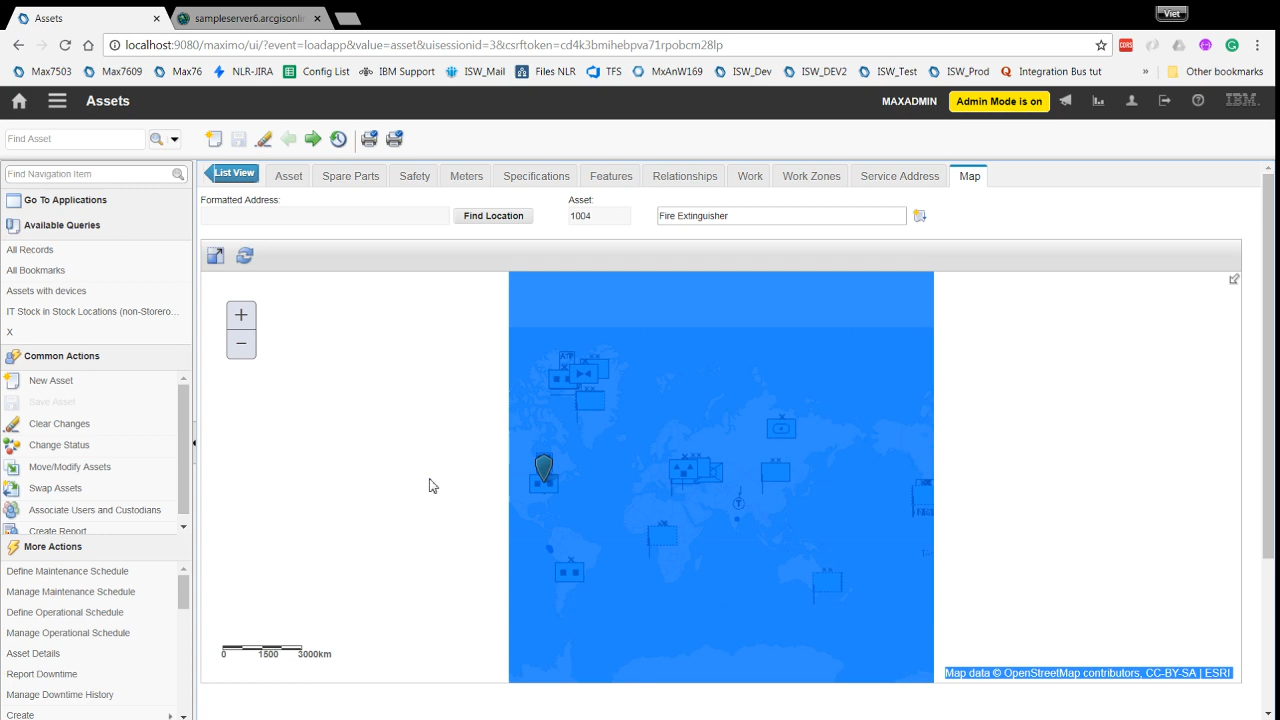 Viet
Assets
sampleserver6.arcgisonlin
localhost:9080/maximo/ui/?event=loadapp&value=asset&uisessionid=3&csrftoken=cd4k3bmihebpva71rpobcm28lp
CORS
Max7503
Max7609
Max76
NLR-JIRA
Config List
IBM Support
ISW_Mail
Files NLR
TFS
MxAnW169
ISW_Dev
ISW_DEV2
ISW_Test
ISW_Prod
Integration Bus tut
»
Other bookmarks
Assets
MAXADMIN
Admin Mode is on
IBM.
Find Asset
Find Navigation Item
Go To Applications
Available Queries
All Records
All Bookmarks
Assets with devices
IT Stock in Stock Locations (non-Storero...
X
Common Actions
New Asset
Save Asset
Clear Changes
Change Status
Move/Modify Assets
Swap Assets
Associate Users and Custodians
Create Report
More Actions
Define Maintenance Schedule
Manage Maintenance Schedule
Define Operational Schedule
Manage Operational Schedule
Asset Details
Report Downtime
Manage Downtime History
Create
List View
Asset
Spare Parts
Safety
Meters
Specifications
Features
Relationships
Work
Work Zones
Service Address
Map
Formatted Address:
Find Location
Asset:
1004
Fire Extinguisher
+
−
0 1500 3000km
Map data © OpenStreetMap contributors, CC-BY-SA | ESRI